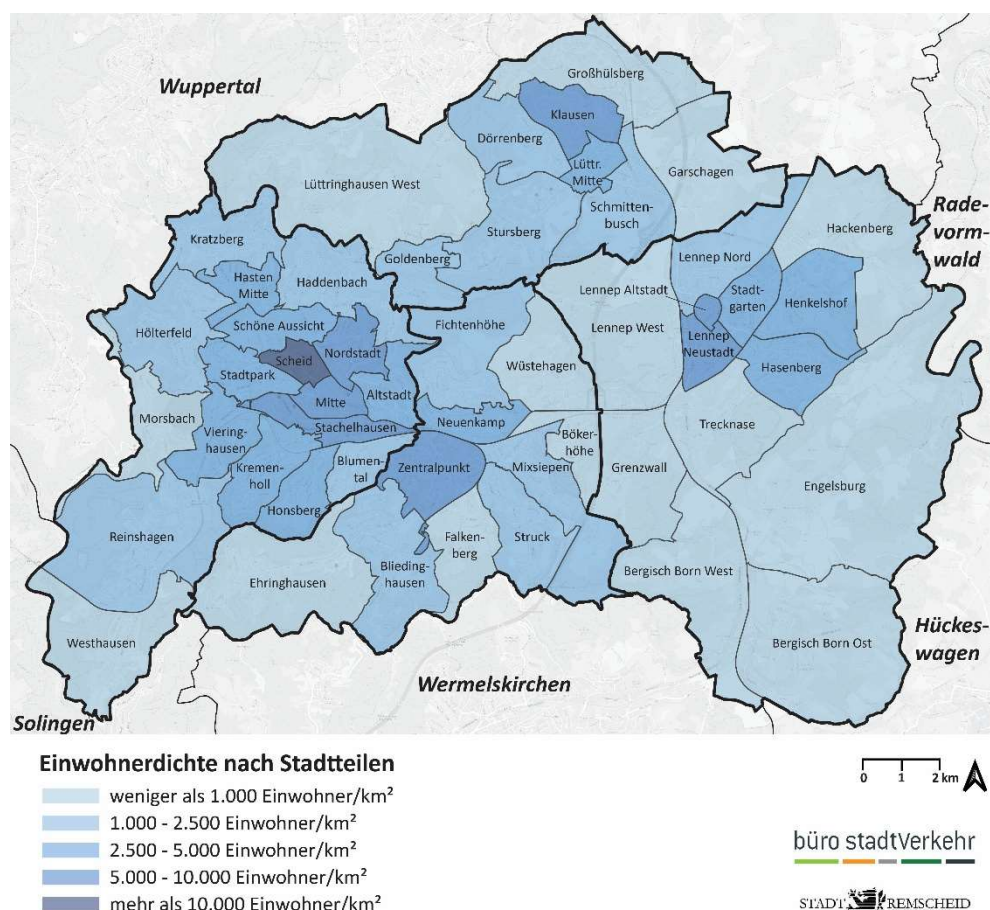 Wuppertal
Großhülsberg
Klausen
Dörrenberg
Lüttr.
Mitte
Garschagen
Lüttringhausen West
Schmitten-
busch
Rade-
vorm-
wald
Stursberg
Hackenberg
Kratzberg
Goldenberg
Lennep Nord
Hasten
Mitte
Haddenbach
Lennep Altstadt
Stadt-
garten
Henkelshof
Hölterfeld
Schöne Aussicht
Fichtenhöhe
Lennep West
Lennep
Neustadt
Scheid
Nordstadt
Wüstehagen
Hasenberg
Stadtpark
Mitte
Altstadt
Morsbach
Neuenkamp
Trecknase
Viering-
hausen
Stachelhausen
Böker-
höhe
Kremen-
holl
Blumen-
tal
Zentralpunkt
Mixsiepen
Grenzwall
Engelsburg
Honsberg
Reinshagen
Falken-
berg
Struck
Ehringhausen
Blieding-
hausen
Bergisch Born West
Westhausen
Bergisch Born Ost
Hückes-
wagen
Wermelskirchen
Solingen
Einwohnerdichte nach Stadtteilen
weniger als 1.000 Einwohner/km²
1.000 - 2.500 Einwohner/km²
2.500 - 5.000 Einwohner/km²
5.000 - 10.000 Einwohner/km²
mehr als 10.000 Einwohner/km²
0 1 2 km
büro stadtVerkehr
STADT REMSCHEID